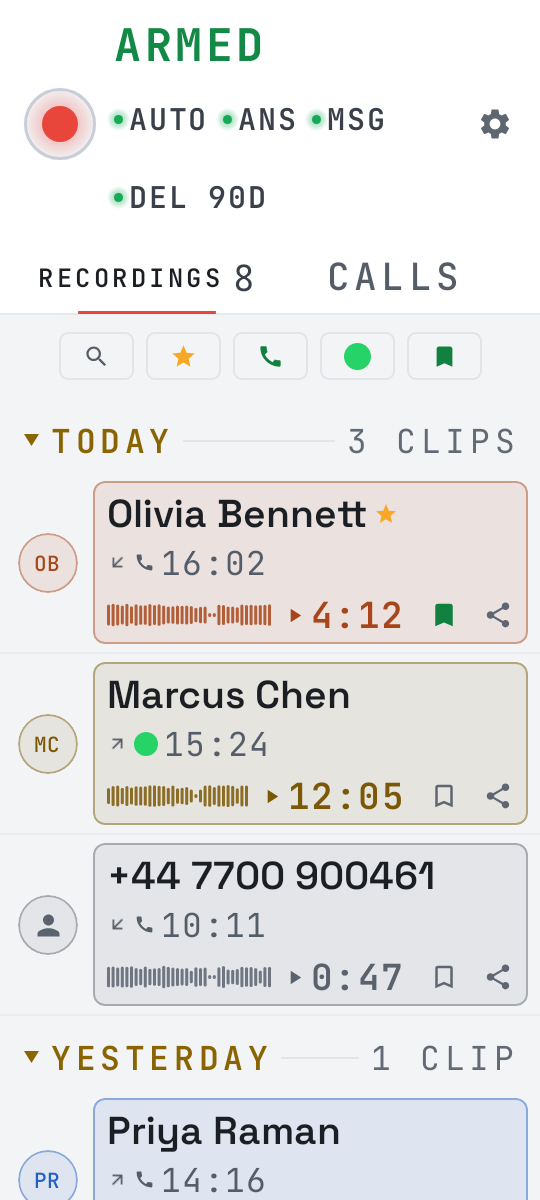 ARMED
AUTO ANS MSG
DEL 90D
RECORDINGS 8 CALLS
TODAY 3 CLIPS
Olivia Bennett
OB
16:02
4:12
Marcus Chen
MC
15:24
12:05
+44 7700 900461
10:11
0:47
YESTERDAY 1 CLIP
Priya Raman
PR
14:16